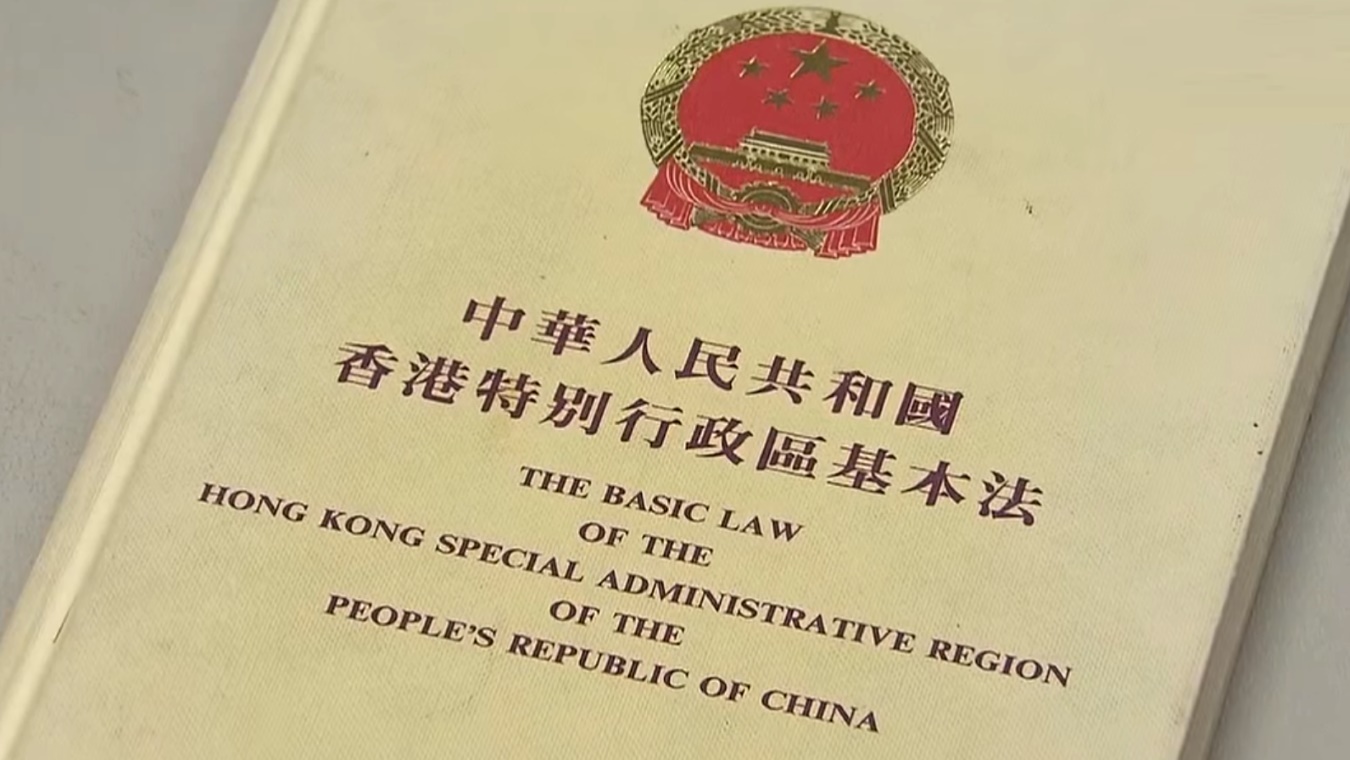 中華人民共和國
香港特別行政區基本法
THE BASIC LAW
OF THE
HONG KONG SPECIAL ADMINISTRATIVE REGION
OF THE
PEOPLE'S REPUBLIC OF CHINA